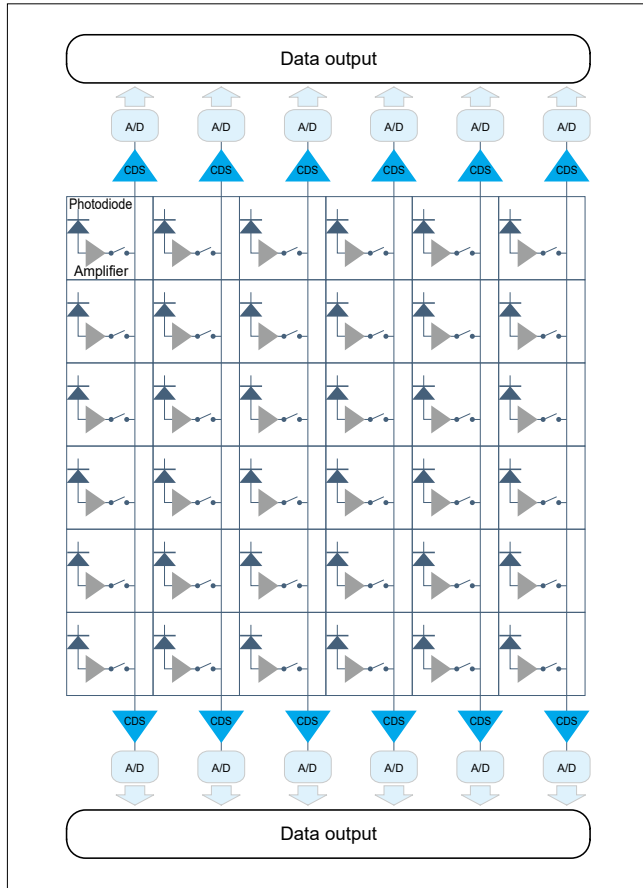 Data output
A/D A/D A/D A/D A/D A/D
CDS CDS CDS CDS CDS CDS
Photodiode
Amplifier
CDS CDS CDS CDS CDS CDS
A/D A/D A/D A/D A/D A/D
Data output